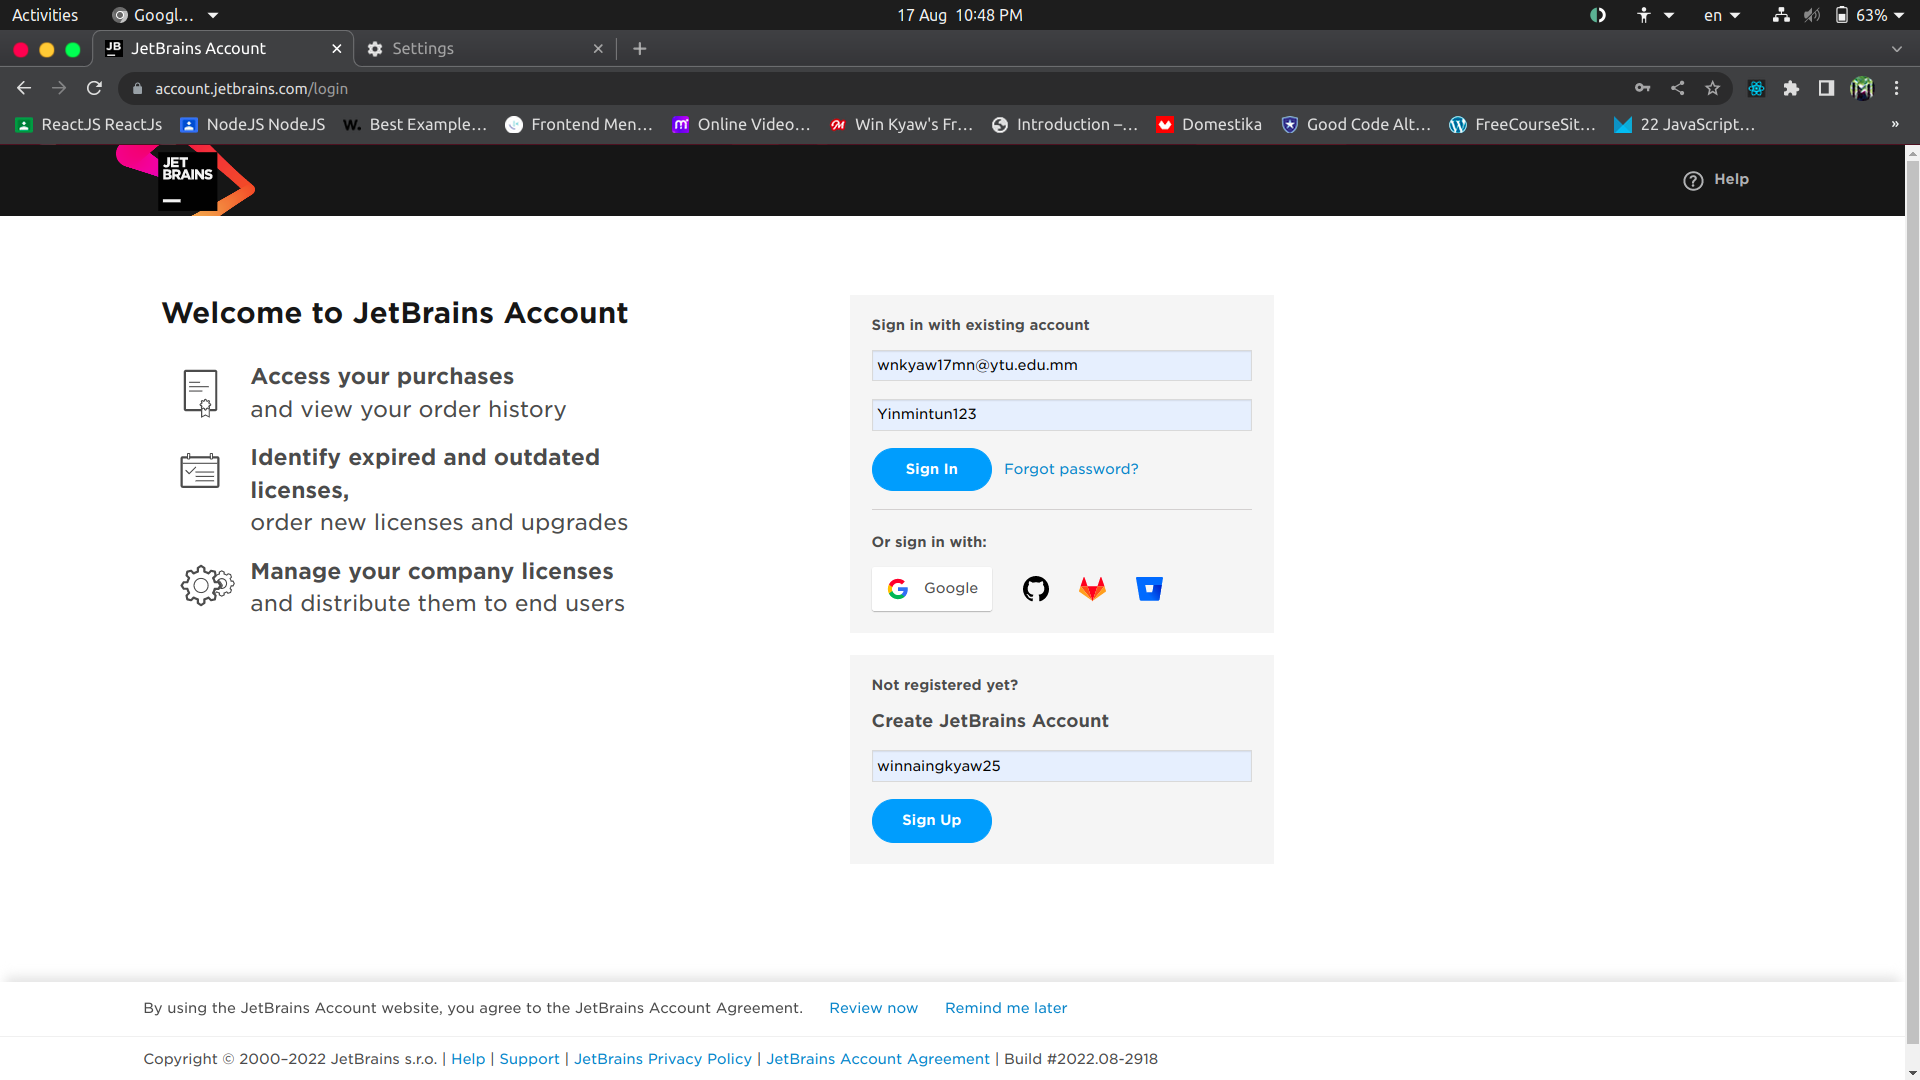 Activities
Googl...
17 Aug 10:48 PM
en
63%
JB
JetBrains Account
Settings
account.jetbrains.com/login
ReactJS ReactJs
NodeJS NodeJS
W. Best Example...
Frontend Men...
Online Video...
Win Kyaw's Fr...
Introduction –...
Domestika
Good Code Alt...
FreeCourseSit...
22 JavaScript...
»
JET
BRAINS
Help
Welcome to JetBrains Account
Access your purchases
and view your order history
Identify expired and outdated
licenses,
order new licenses and upgrades
Manage your company licenses
and distribute them to end users
Sign in with existing account
wnkyaw17mn@ytu.edu.mm
Yinmintun123
Sign In
Forgot password?
Or sign in with:
Google
Not registered yet?
Create JetBrains Account
winnaingkyaw25
Sign Up
By using the JetBrains Account website, you agree to the JetBrains Account Agreement. Review now Remind me later
Copyright © 2000–2022 JetBrains s.r.o. | Help | Support | JetBrains Privacy Policy | JetBrains Account Agreement | Build #2022.08-2918